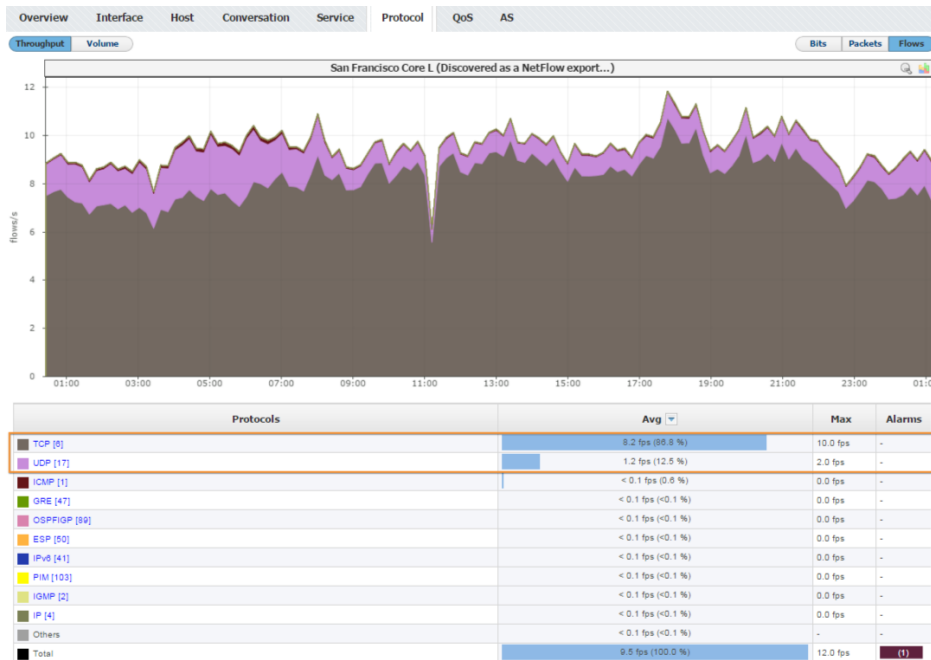 Overview Interface Host Conversation Service Protocol QoS AS
Throughput Volume Bits Packets Flows
San Francisco Core L (Discovered as a NetFlow export...)
12
10
8
flows/s
6
4
2
0
01:00 03:00 05:00 07:00 09:00 11:00 13:00 15:00 17:00 19:00 21:00 23:00 01:0
Protocols Avg Max Alarms
TCP [6] 8.2 fps (86.8 %) 10.0 fps -
UDP [17] 1.2 fps (12.5 %) 2.0 fps -
ICMP [1] < 0.1 fps (0.6 %) 0.0 fps -
GRE [47] < 0.1 fps (<0.1 %) 0.0 fps -
OSPFIGP [89] < 0.1 fps (<0.1 %) 0.0 fps -
ESP [50] < 0.1 fps (<0.1 %) 0.0 fps -
IPv6 [41] < 0.1 fps (<0.1 %) 0.0 fps -
PIM [103] < 0.1 fps (<0.1 %) 0.0 fps -
IGMP [2] < 0.1 fps (<0.1 %) 0.0 fps -
IP [4] < 0.1 fps (<0.1 %) 0.0 fps -
Others < 0.1 fps (<0.1 %) - -
Total 9.5 fps (100.0 %) 12.0 fps (1)